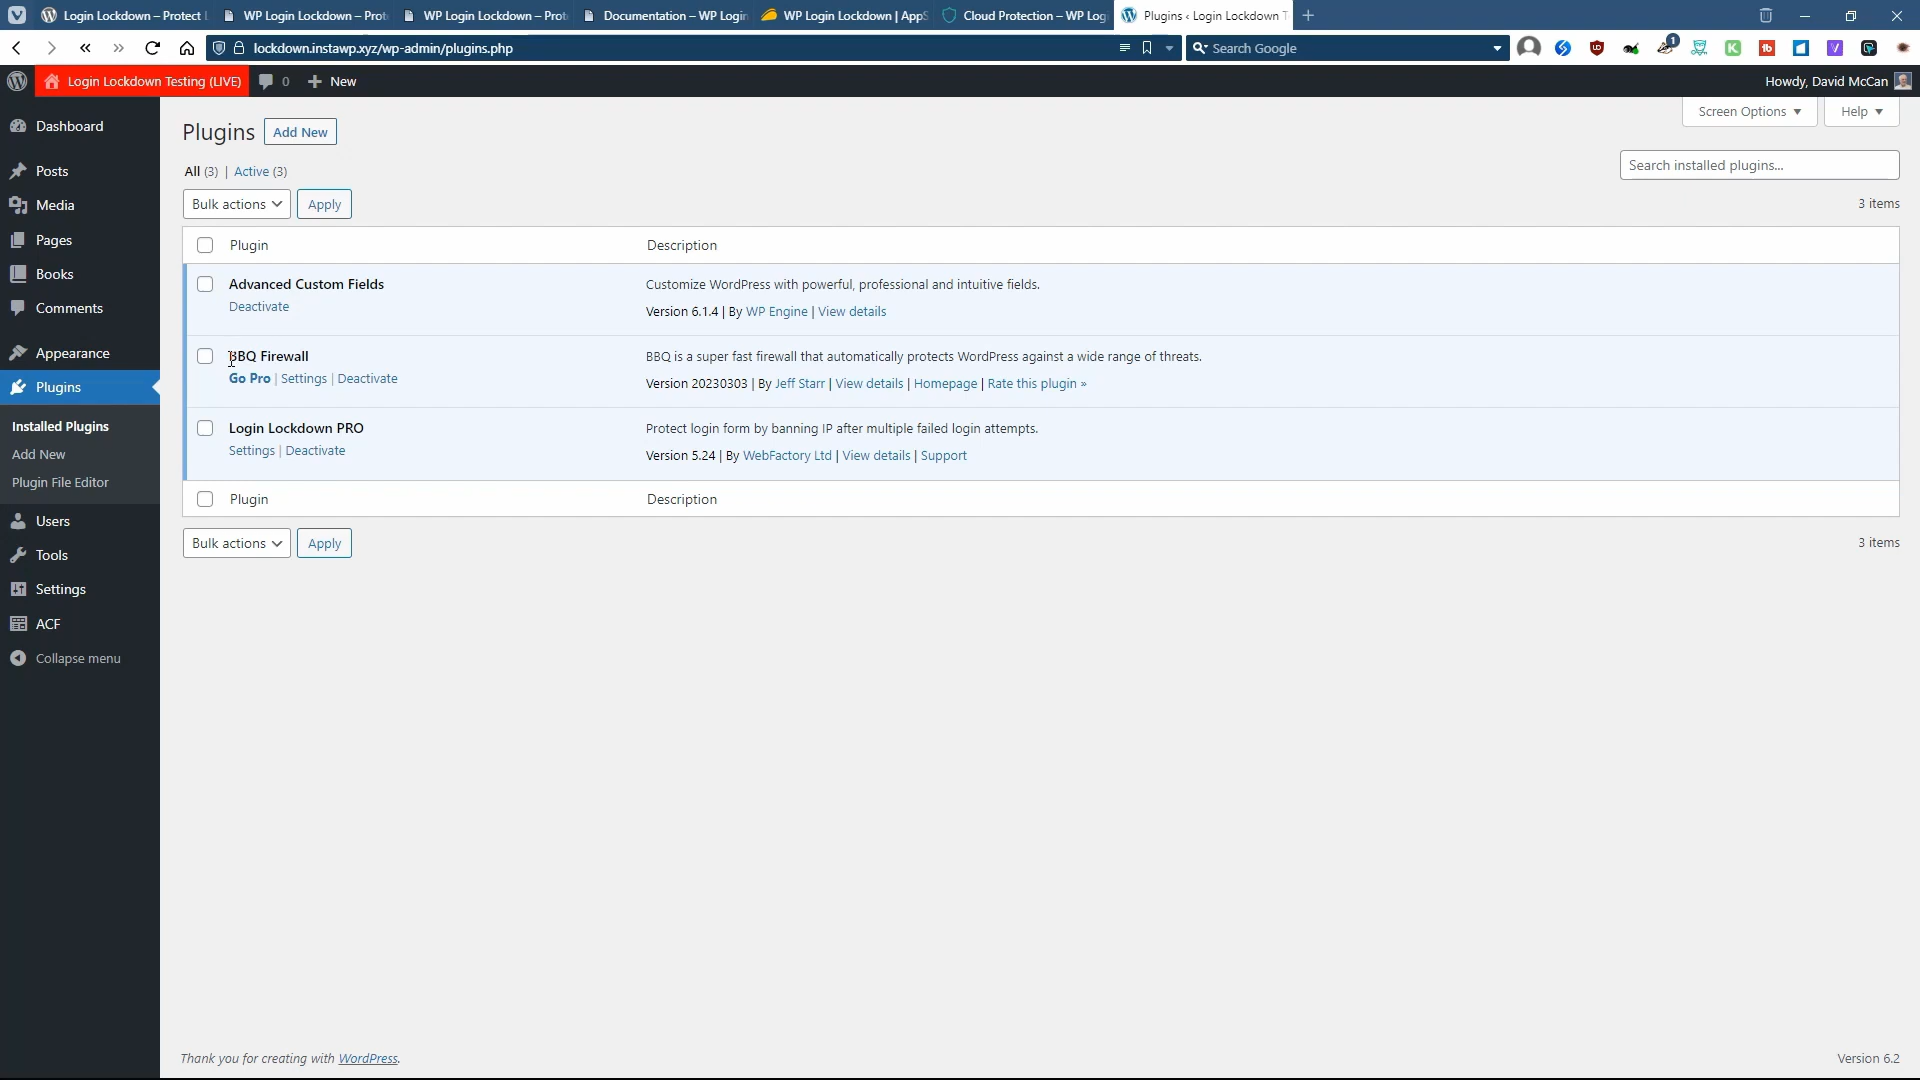 Login Lockdown – Protect L
WP Login Lockdown – Prot
WP Login Lockdown – Prot
Documentation – WP Login
WP Login Lockdown | AppS
Cloud Protection – WP Log
Plugins ‹ Login Lockdown T
lockdown.instawp.xyz/wp-admin/plugins.php
Search Google
1
Login Lockdown Testing (LIVE)
0
New
Howdy, David McCan
Dashboard
Posts
Media
Pages
Books
Comments
Appearance
Plugins
Installed Plugins
Add New
Plugin File Editor
Users
Tools
Settings
ACF
Collapse menu
Screen Options
Help
Plugins
Add New
All (3) | Active (3)
Search installed plugins...
Bulk actions
Apply
3 items
Plugin
Description
Advanced Custom Fields
Customize WordPress with powerful, professional and intuitive fields.
Deactivate
Version 6.1.4 | By WP Engine | View details
BBQ Firewall
BBQ is a super fast firewall that automatically protects WordPress against a wide range of threats.
Go Pro | Settings | Deactivate
Version 20230303 | By Jeff Starr | View details | Homepage | Rate this plugin »
Login Lockdown PRO
Protect login form by banning IP after multiple failed login attempts.
Settings | Deactivate
Version 5.24 | By WebFactory Ltd | View details | Support
Plugin
Description
Bulk actions
Apply
3 items
Thank you for creating with WordPress.
Version 6.2